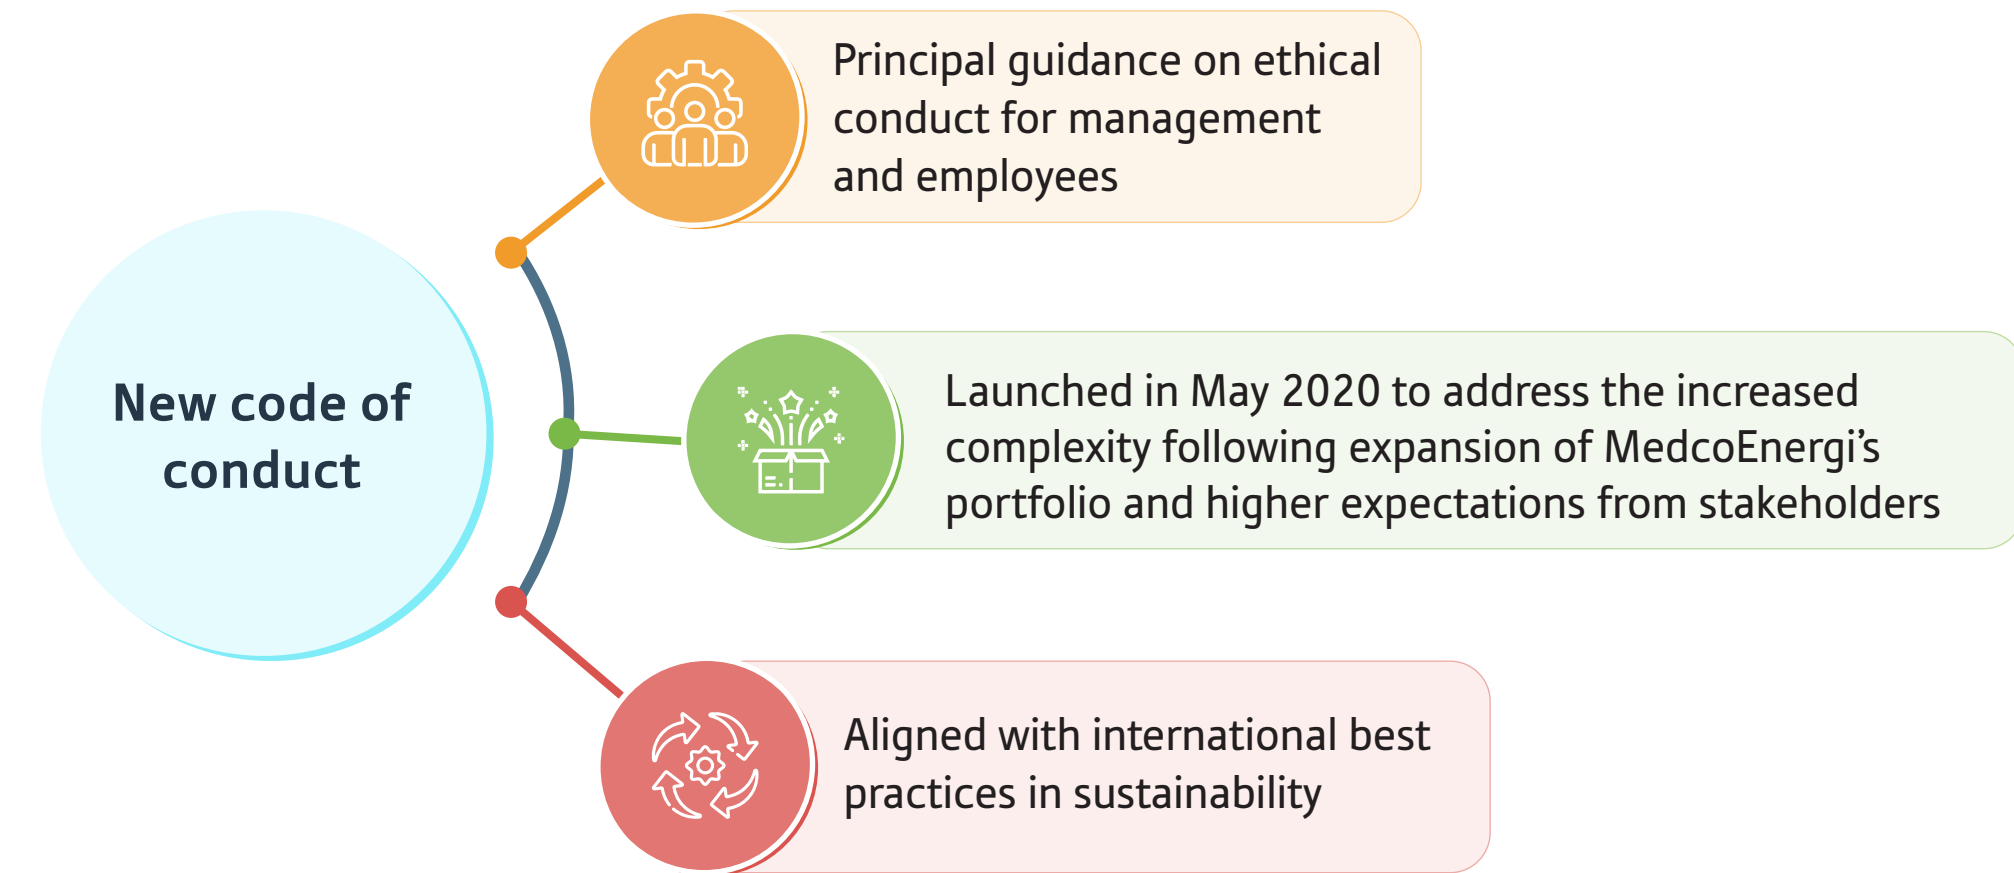 New code of
conduct
Principal guidance on ethical
conduct for management
and employees
Launched in May 2020 to address the increased
complexity following expansion of MedcoEnergi’s
portfolio and higher expectations from stakeholders
Aligned with international best
practices in sustainability